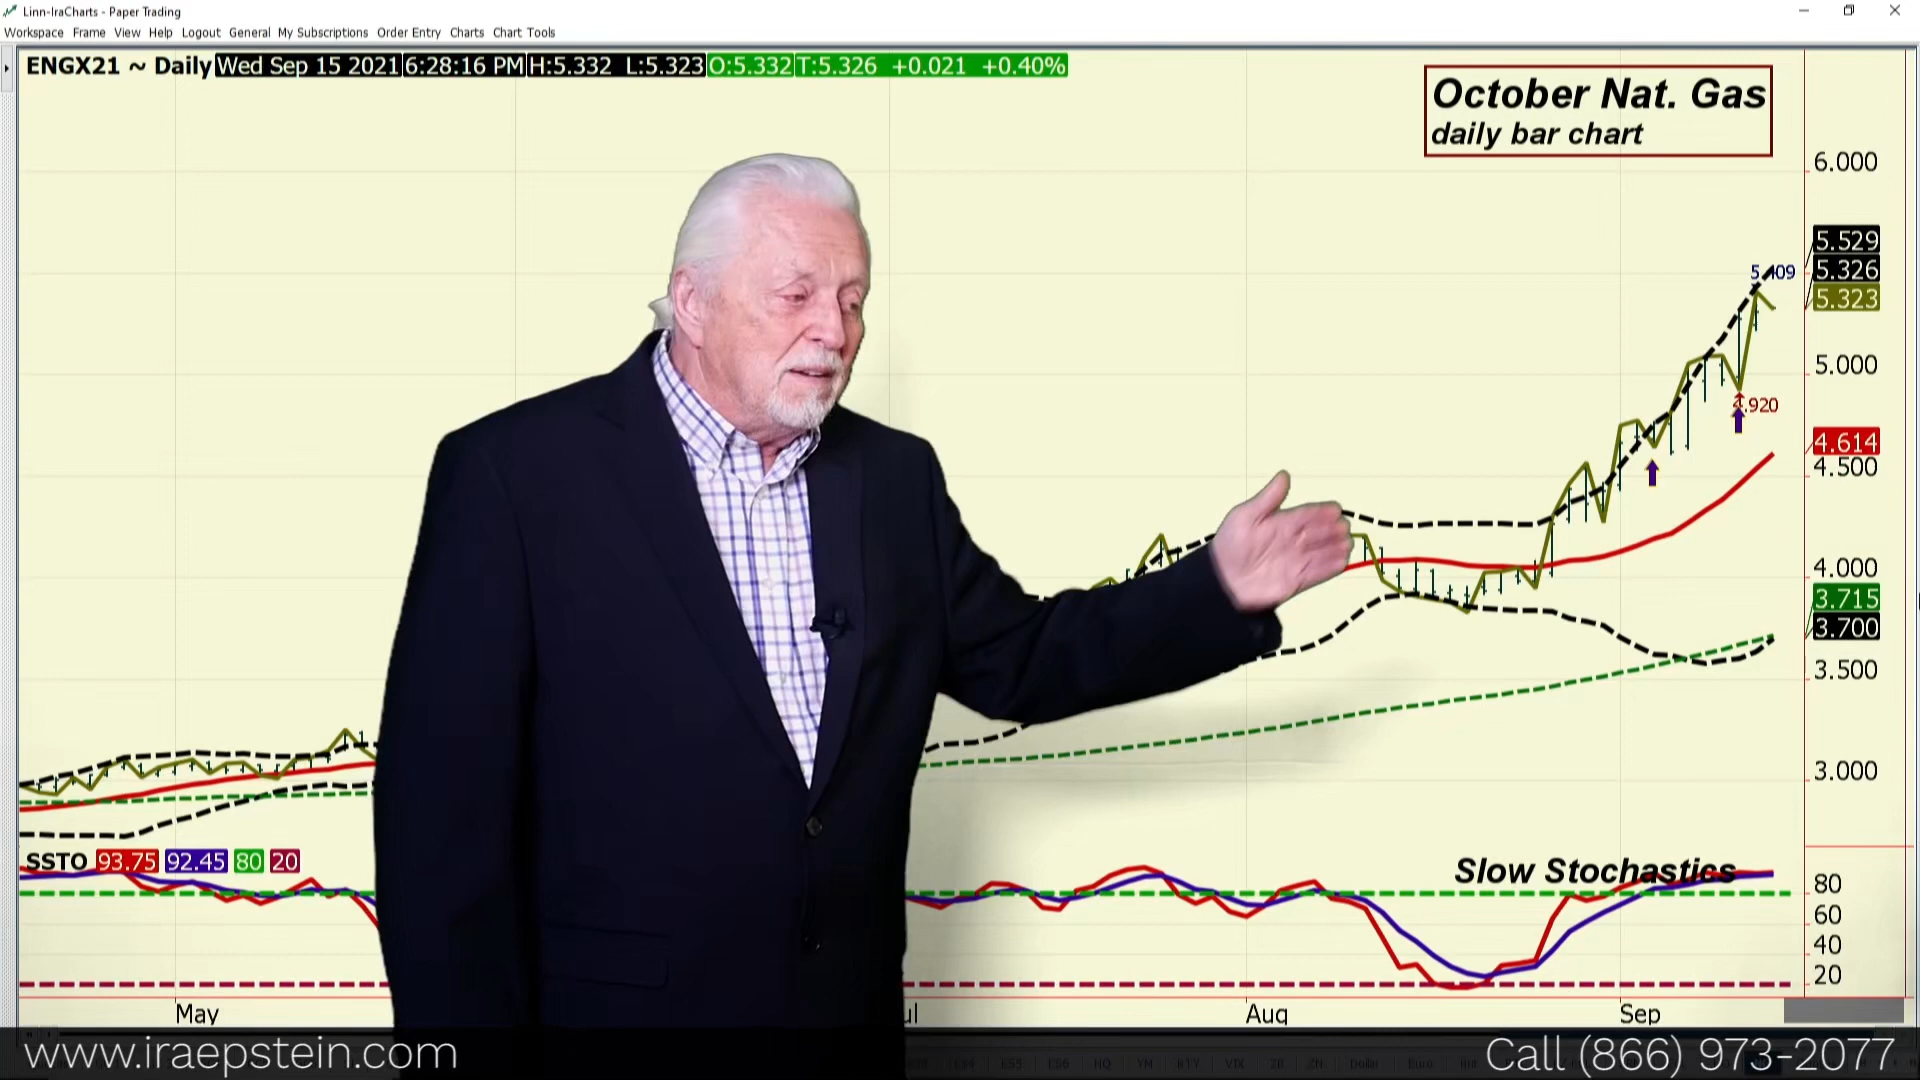 Linn-IraCharts - Paper Trading
Workspace Frame View Help Logout General My Subscriptions Order Entry Charts Chart Tools
ENGX21 ~ Daily Wed Sep 15 2021 6:28:16 PM H:5.332 L:5.323 O:5.332 T:5.326 +0.021 +0.40%
October Nat. Gas
daily bar chart
6.000
5.529
5.409
5.326
5.323
5.000
4.920
4.614
4.500
4.000
3.715
3.700
3.500
3.000
SSTO 93.75 92.45 80 20
Slow Stochastics
80
60
40
20
May
Aug
Sep
www.iraepstein.com
Call (866) 973-2077